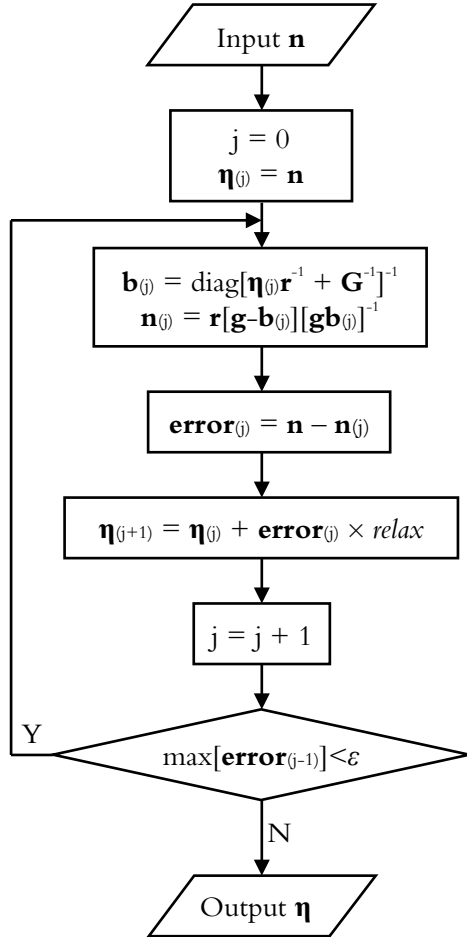 Input n
j = 0
η(j) = n
b(j) = diag[η(j)r⁻¹ + G⁻¹]⁻¹
n(j) = r[g-b(j)][gb(j)]⁻¹
error(j) = n – n(j)
η(j+1) = η(j) + error(j) × relax
j = j + 1
Y
max[error(j-1)]<ε
N
Output η